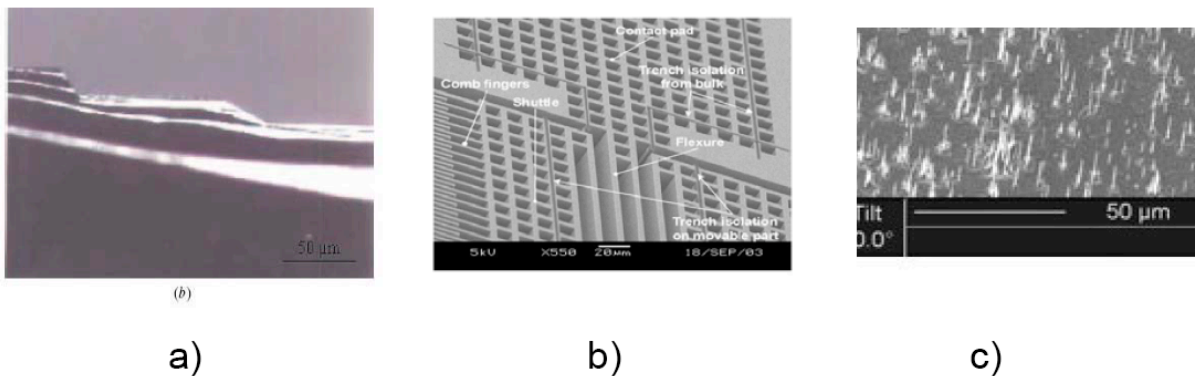 50 µm
(b)
Contact pad
Trench isolation
from bulk
Comb fingers
Shuttle
Flexure
Trench isolation
on movable part
5kV X550 20µm 18/SEP/03
Tilt
0.0°
50 µm
a) b) c)